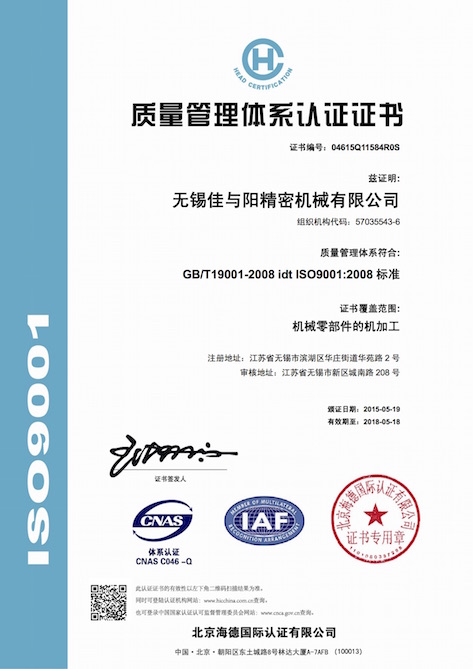 HEAD CERTIFICATION
质量管理体系认证证书
证书编号：04615Q11584R0S
兹证明:
无锡佳与阳精密机械有限公司
组织机构代码：57035543-6
质量管理体系符合:
GB/T19001-2008 idt ISO9001:2008 标准
证书覆盖范围:
机械零部件的机加工
注册地址：江苏省无锡市滨湖区华庄街道华苑路 2 号
审核地址：江苏省无锡市新区城南路 208 号
颁证日期：2015-05-19
有效期至：2018-05-18
ISO9001
证书签发人
CNAS
体系认证
CNAS C046 -Q
MEMBER OF MULTILATERAL
IAF
RECOGNITION ARRANGEMENT
北京海德国际认证有限公司
证书专用章
此认证证书的有效性以左下角二维码扫描结果为准。
同时可登陆认证机构网站：www.hicchina.com查询。
也可登录中国国家认证认可监督管理委员会网站：www.cnca.gov.cn查询。
北京海德国际认证有限公司
中国·北京·朝阳区东土城路8号林达大厦A-7AFB （100013）